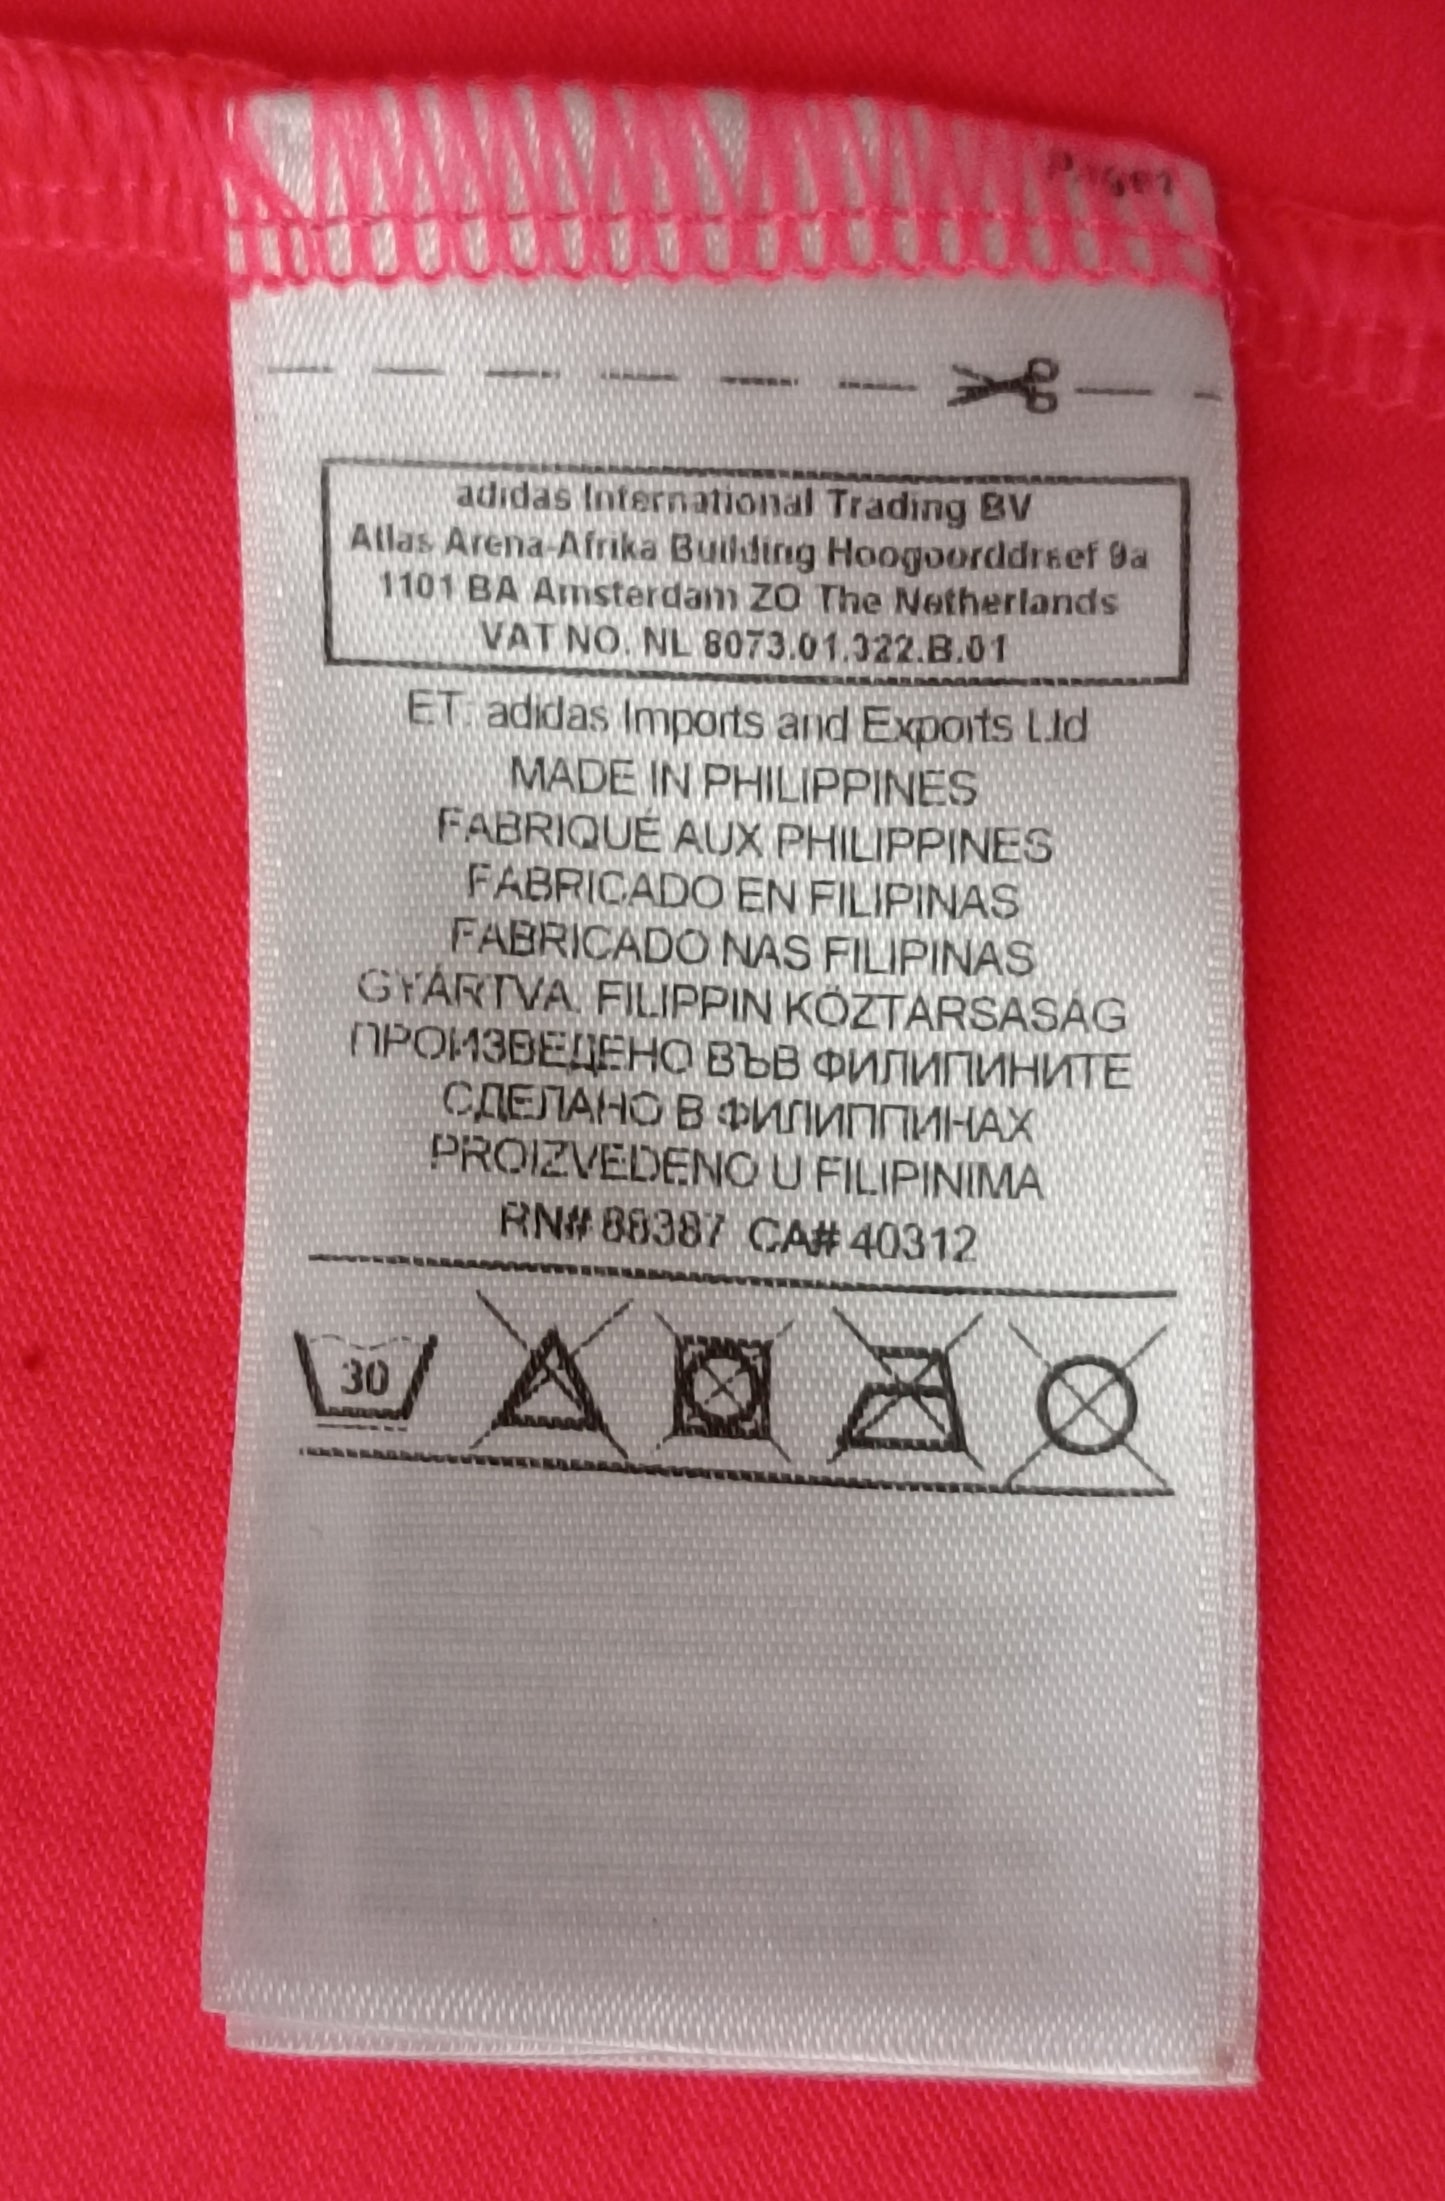 Page1
adidas International Trading BV
Atlas Arena-Afrika Building Hoogoorddreef 9a
1101 BA Amsterdam ZO The Netherlands
VAT NO. NL 8073.01.322.B.01
ET: adidas Imports and Exports Ltd
MADE IN PHILIPPINES
FABRIQUÉ AUX PHILIPPINES
FABRICADO EN FILIPINAS
FABRICADO NAS FILIPINAS
GYÁRTVA: FILIPPIN KÖZTÁRSASÁG
ПРОИЗВЕДЕНО ВЪВ ФИЛИПИНИТЕ
СДЕЛАНО В ФИЛИППИНАХ
PROIZVEDENO U FILIPINIMA
RN# 88387 CA# 40312
30